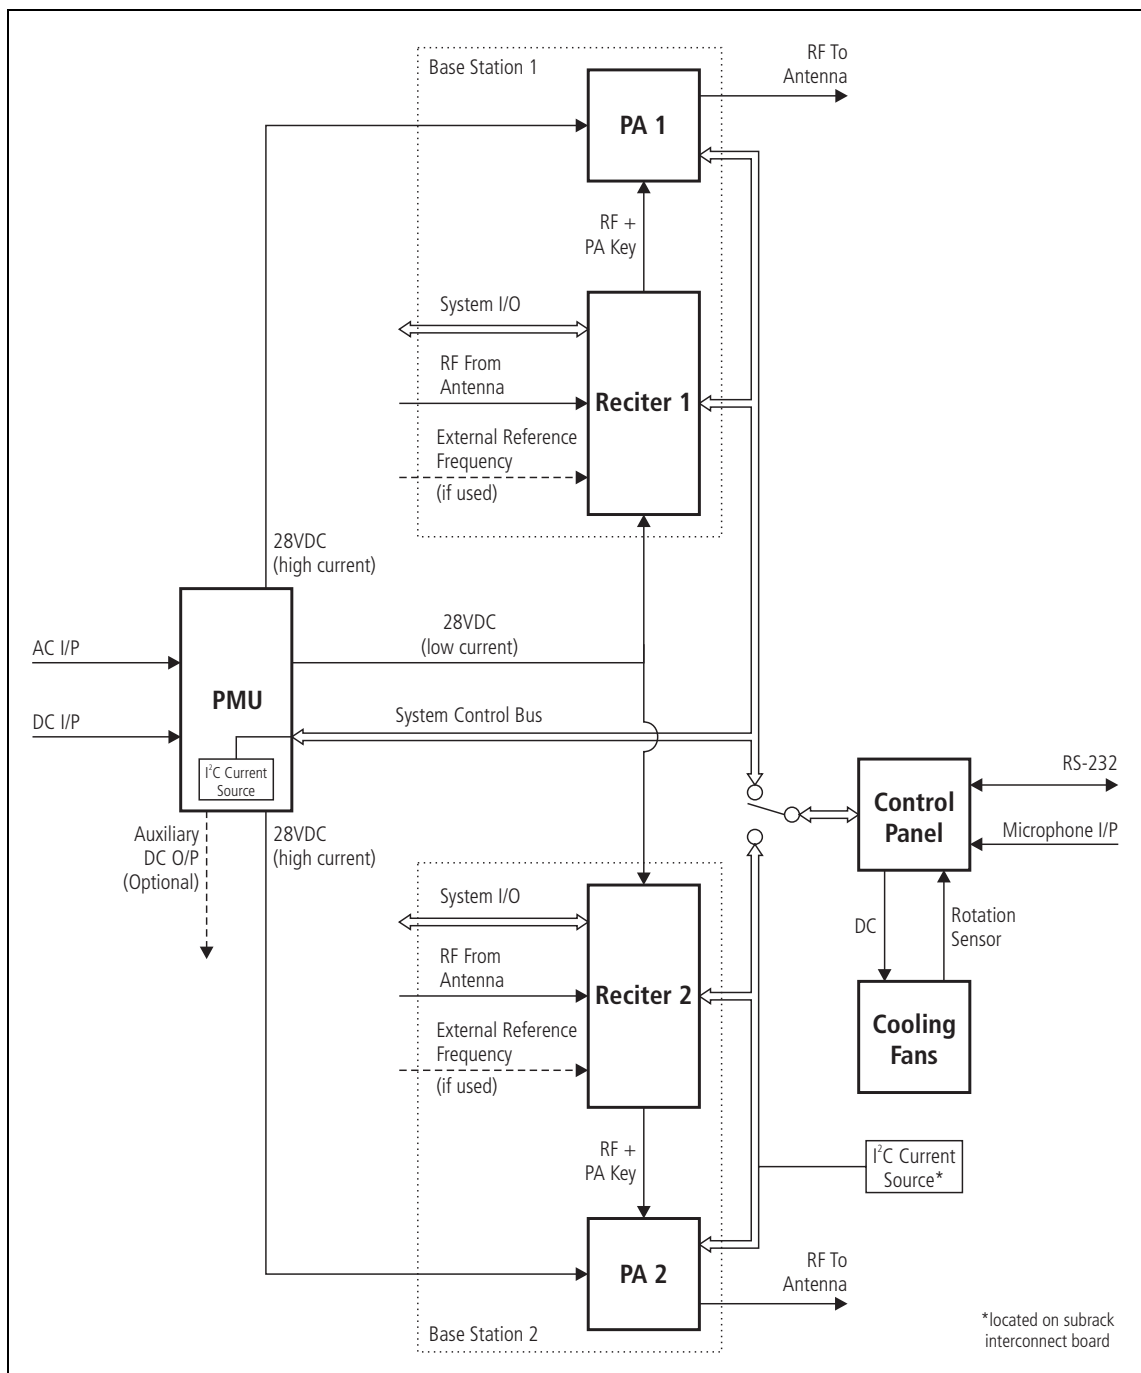 Base Station 1
RF To
Antenna
PA 1
RF +
PA Key
System I/O
RF From
Antenna
Reciter 1
External Reference
Frequency
(if used)
28VDC
(high current)
28VDC
(low current)
AC I/P
PMU
DC I/P
System Control Bus
I²C Current
Source
RS-232
Control
Panel
Microphone I/P
Auxiliary
DC O/P
(Optional)
28VDC
(high current)
System I/O
DC
Rotation
Sensor
RF From
Antenna
Reciter 2
External Reference
Frequency
(if used)
Cooling
Fans
RF +
PA Key
I²C Current
Source*
PA 2
RF To
Antenna
Base Station 2
*located on subrack
interconnect board